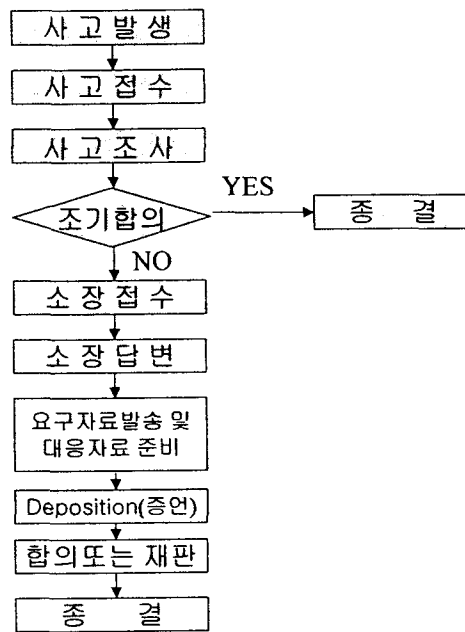 사 고 발 생
사 고 접 수
사 고 조 사
조기합의
YES
종 결
NO
소 장 접 수
소 장 답 변
요구자료발송 및
대응자료 준비
Deposition(증언)
합의또는 재판
종 결